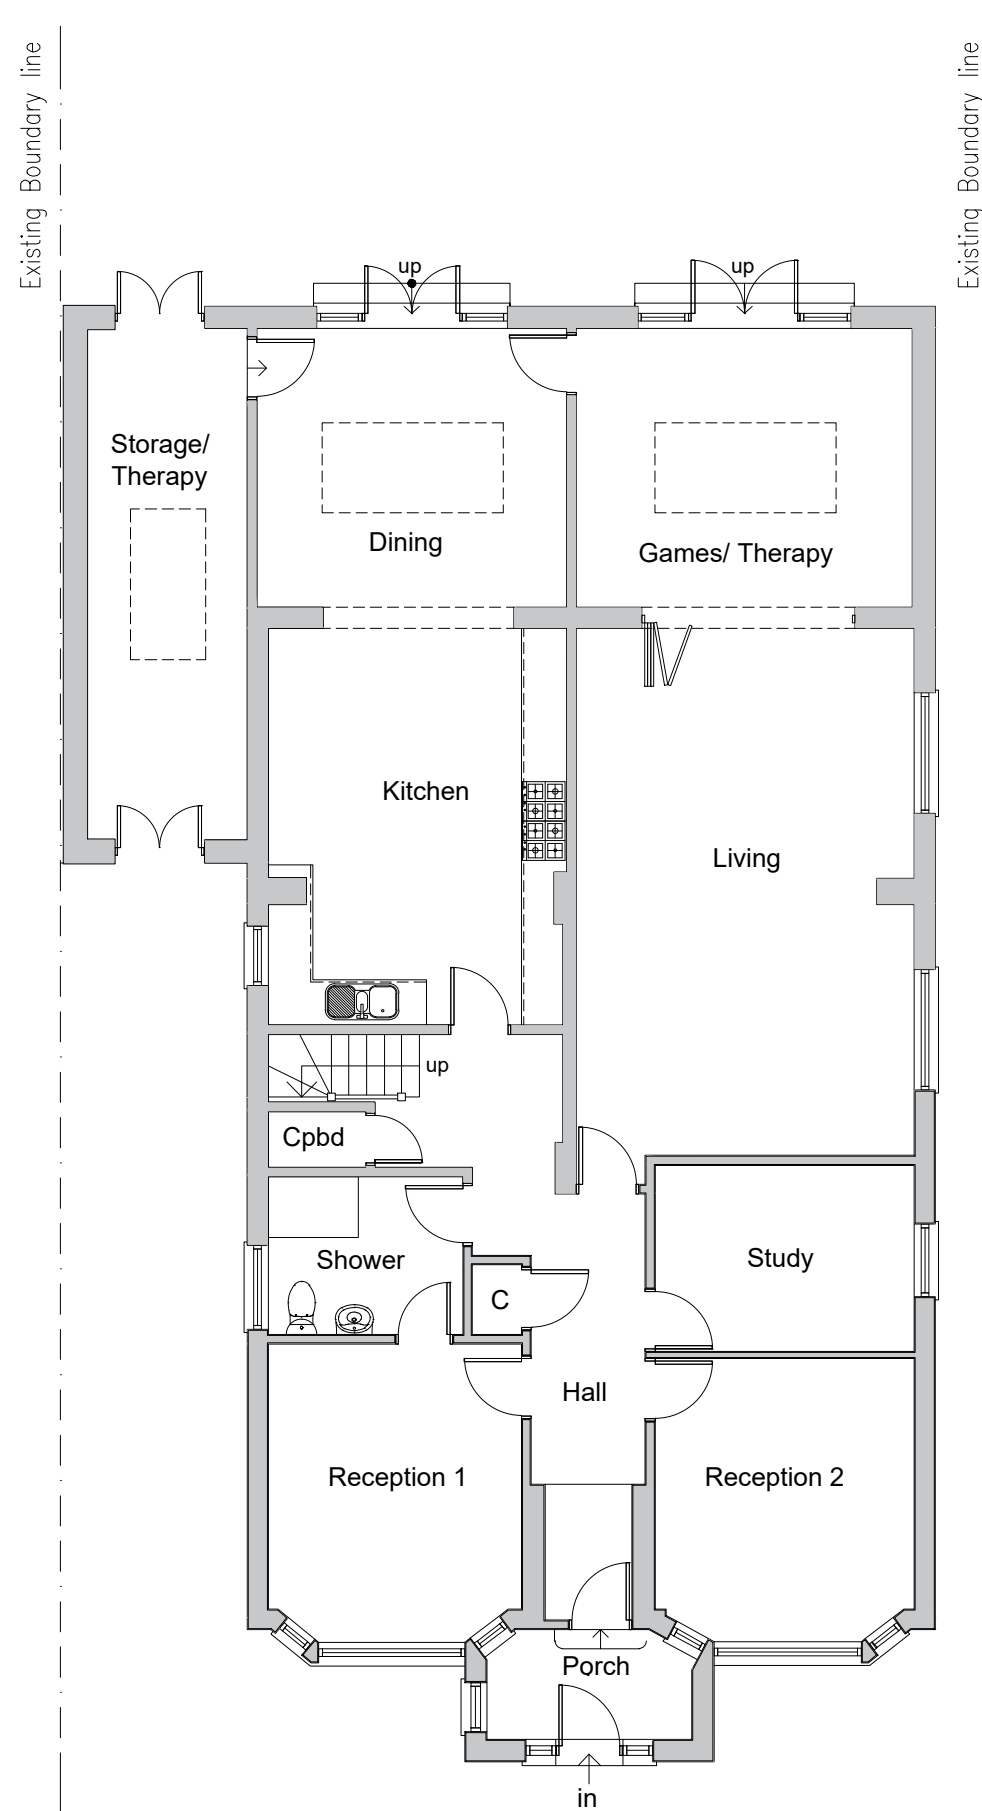 Existing Boundary line
Existing Boundary line
up
up
Storage/
Therapy
Dining
Games/ Therapy
Kitchen
Living
up
Cpbd
Shower
Study
C
Hall
Reception 1
Reception 2
Porch
in